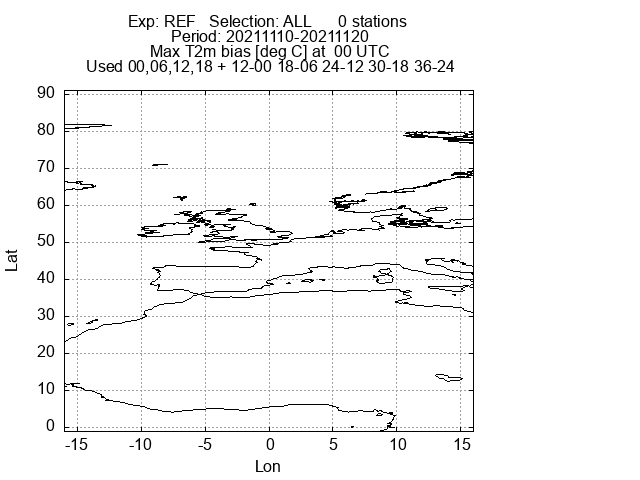 Exp: REF   Selection: ALL      0 stations
Period: 20211110-20211120
Max T2m bias [deg C] at  00 UTC
Used 00,06,12,18 + 12-00 18-06 24-12 30-18 36-24
90
80
70
60
50
40
30
20
10
0
Lat
-15 -10 -5 0 5 10 15
Lon